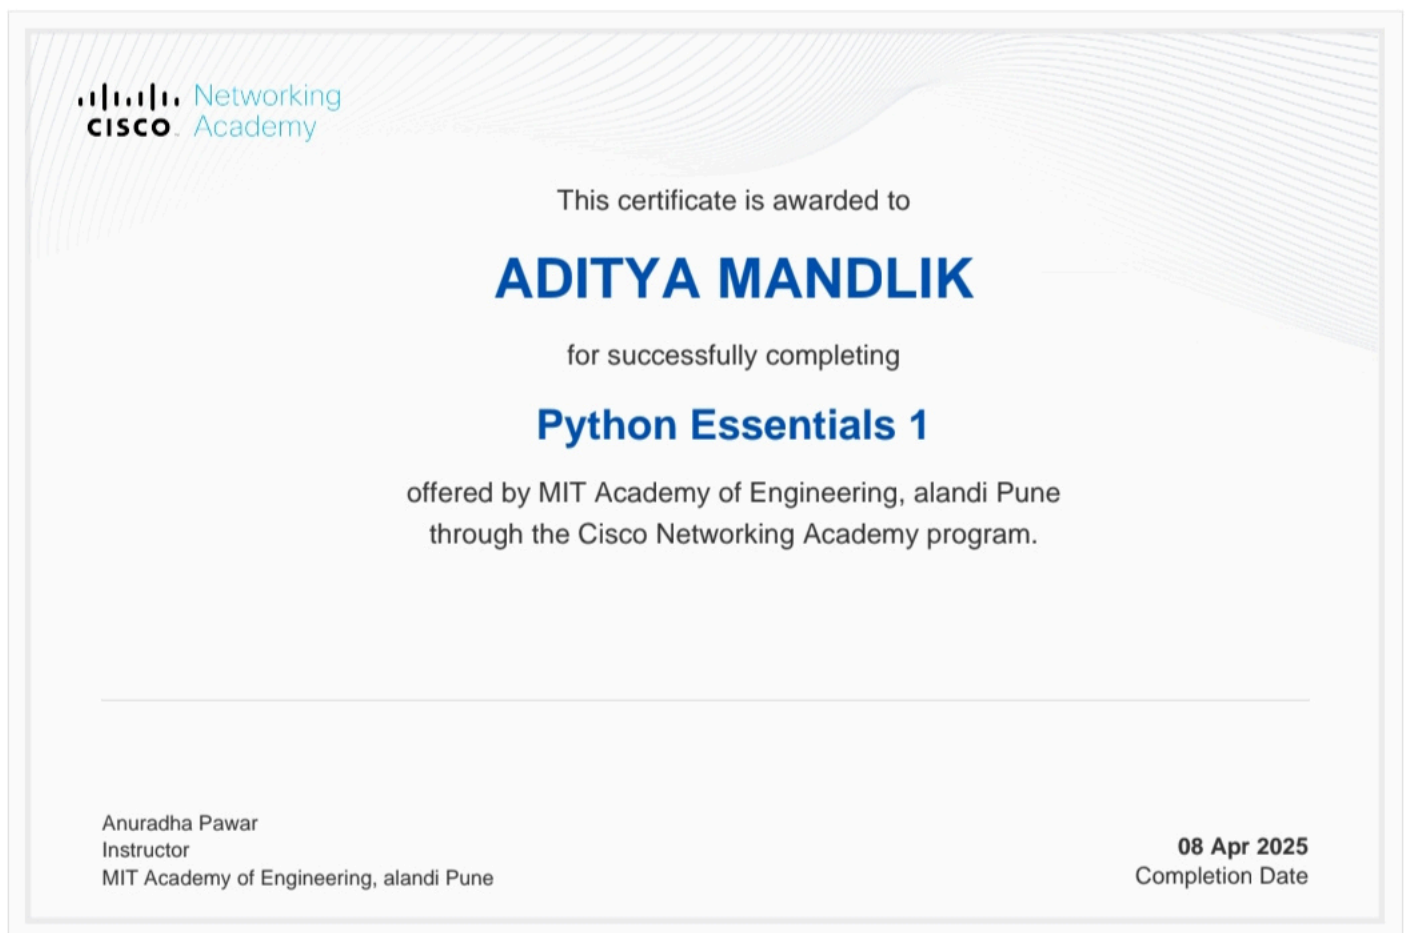 CISCO Networking
Academy
This certificate is awarded to
ADITYA MANDLIK
for successfully completing
Python Essentials 1
offered by MIT Academy of Engineering, alandi Pune
through the Cisco Networking Academy program.
Anuradha Pawar
Instructor
MIT Academy of Engineering, alandi Pune
08 Apr 2025
Completion Date